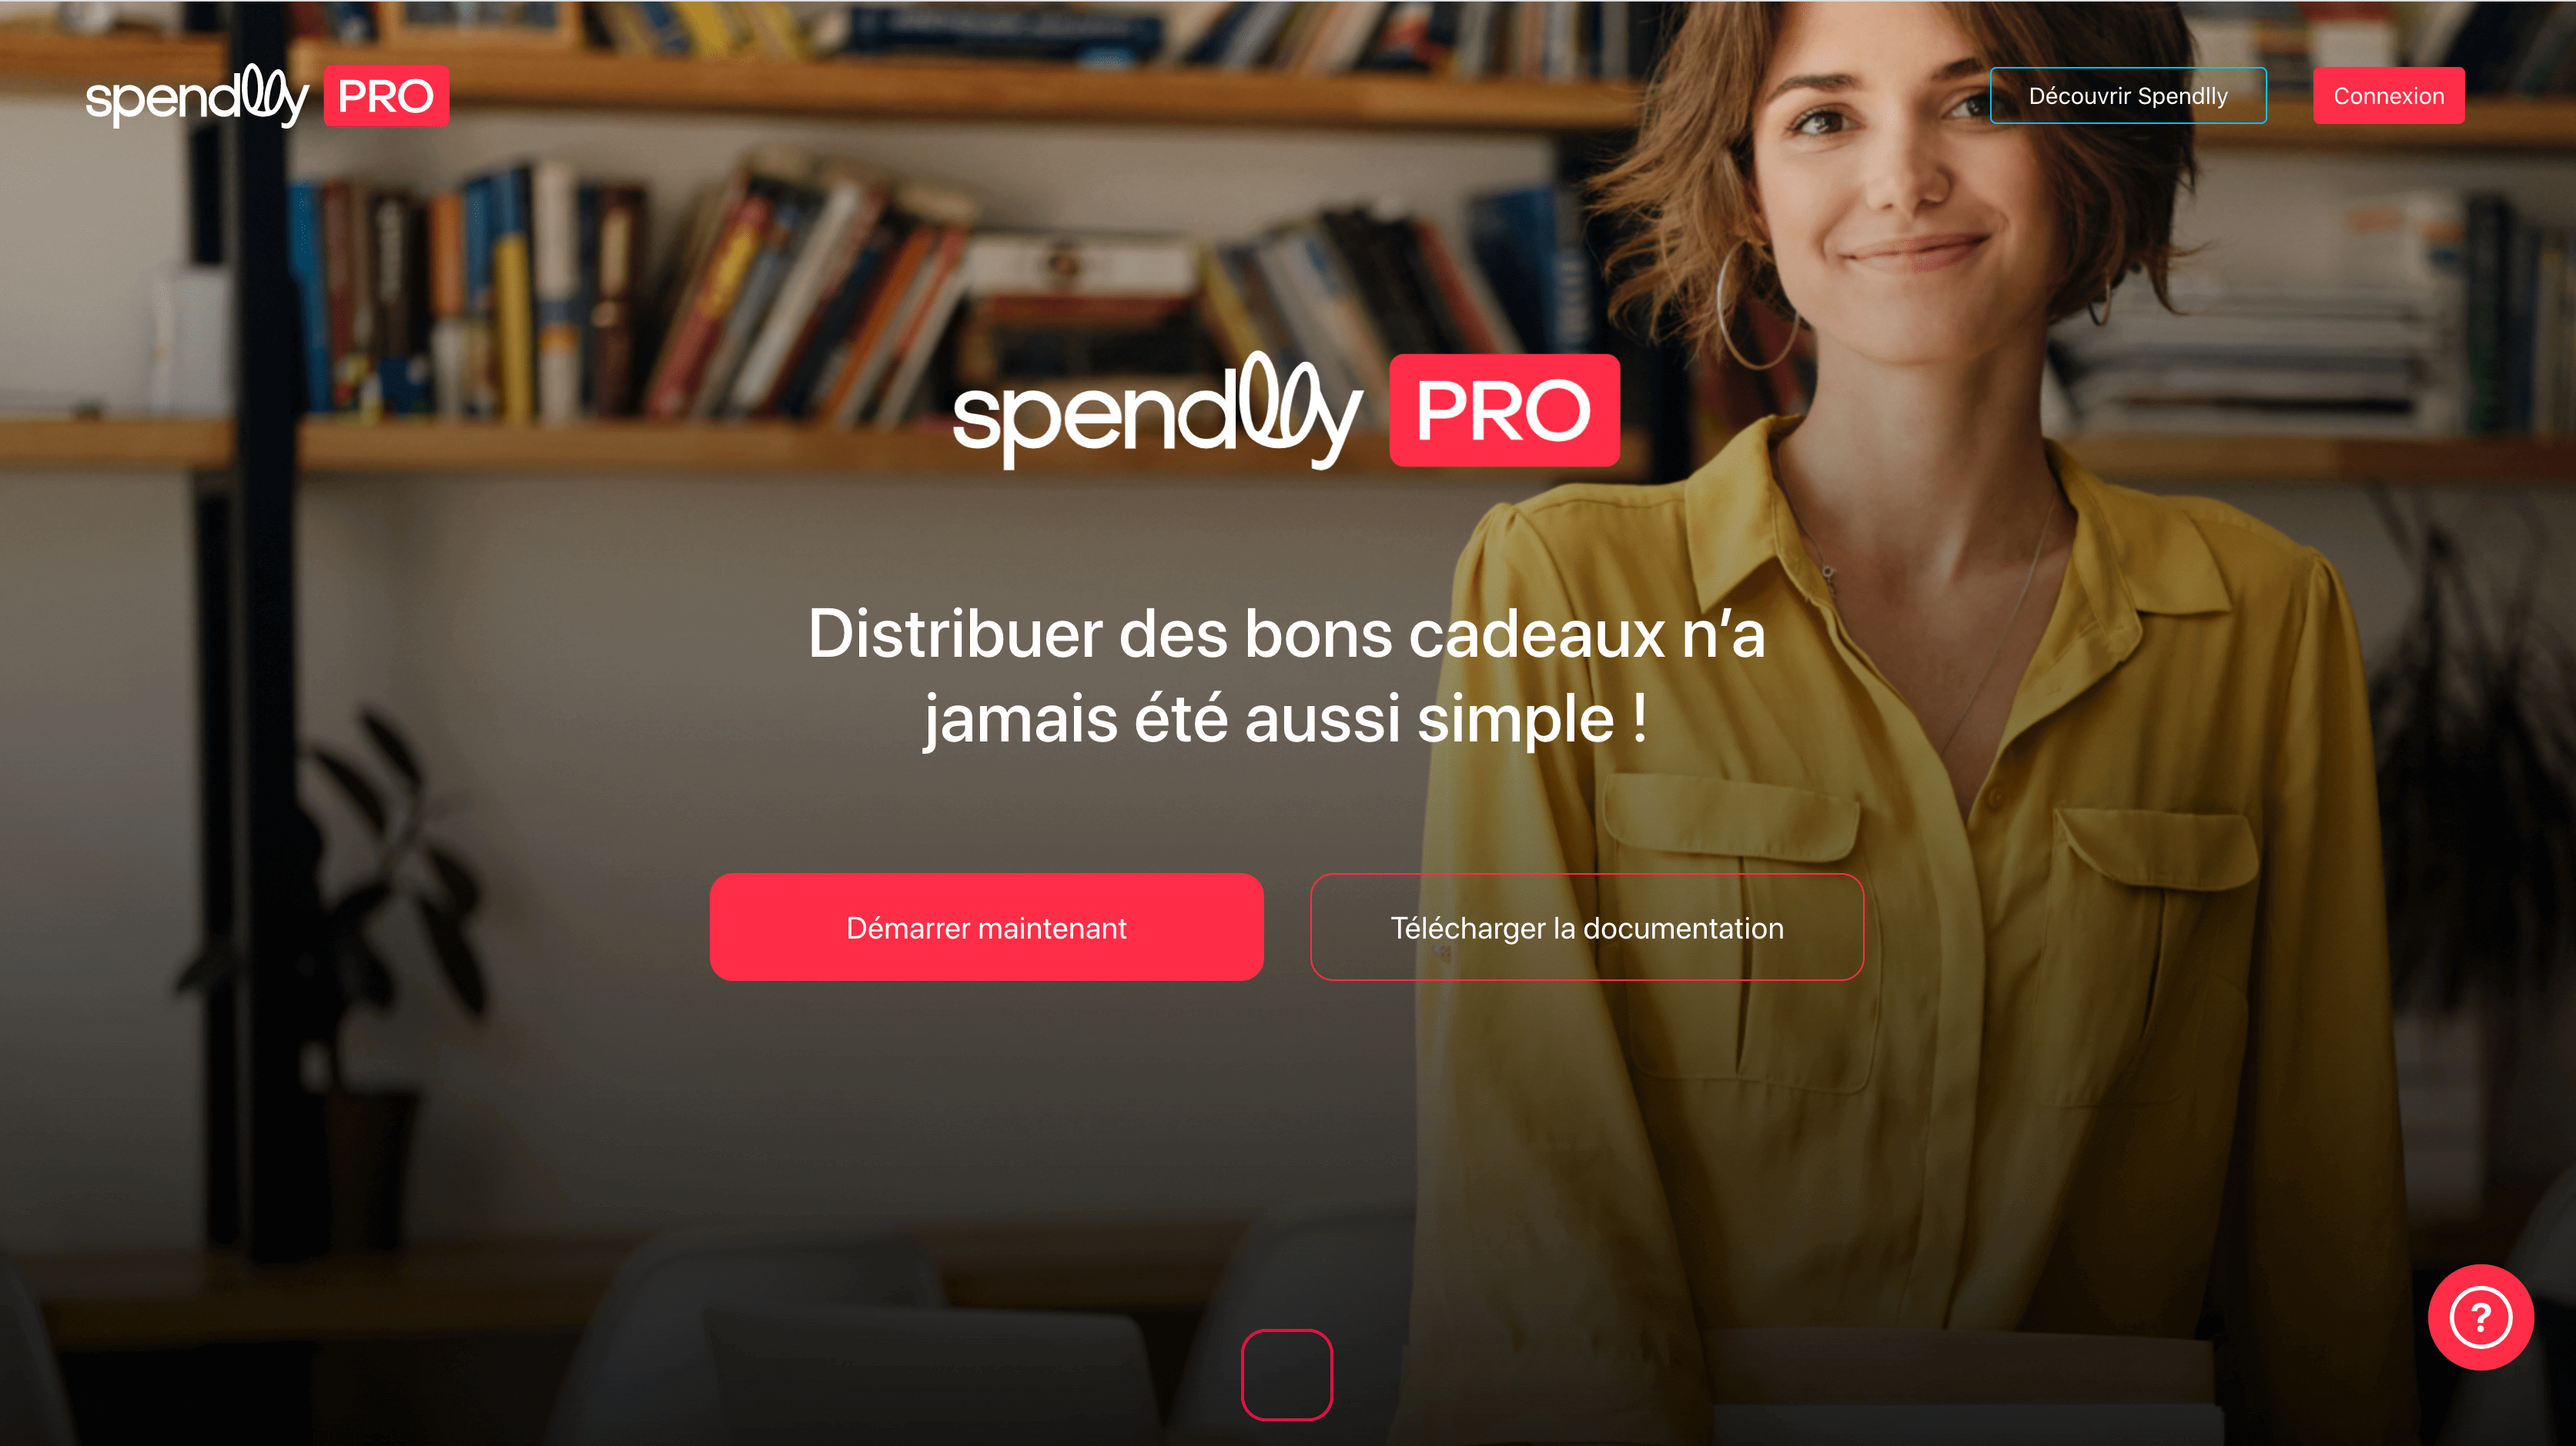 spendlly PRO
Découvrir Spendlly
Connexion
spendlly PRO
Distribuer des bons cadeaux n’a
jamais été aussi simple !
Démarrer maintenant
Télécharger la documentation
?